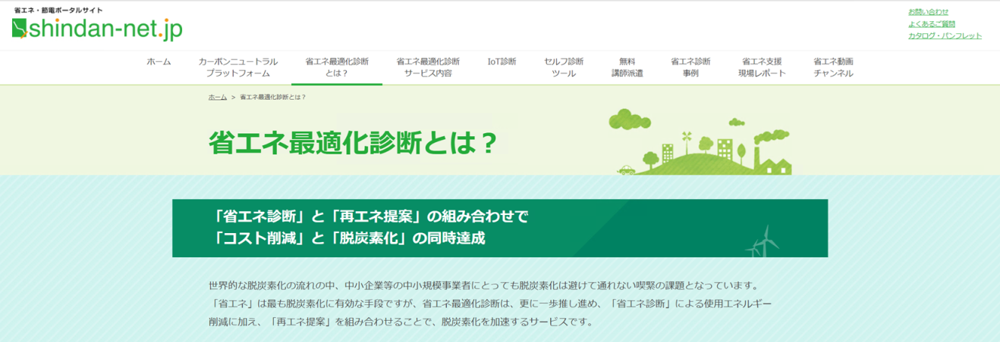 省エネ・節電ポータルサイト
shindan-net.jp
お問い合わせ
よくあるご質問
カタログ・パンフレット
ホーム
カーボンニュートラル
プラットフォーム
省エネ最適化診断
とは？
省エネ最適化診断
サービス内容
IoT診断
セルフ診断
ツール
無料
講師派遣
省エネ診断
事例
省エネ支援
現場レポート
省エネ動画
チャンネル
ホーム > 省エネ最適化診断とは？
省エネ最適化診断とは？
「省エネ診断」と「再エネ提案」の組み合わせで
「コスト削減」と「脱炭素化」の同時達成
世界的な脱炭素化の流れの中、中小企業等の中小規模事業者にとっても脱炭素化は避けて通れない喫緊の課題となっています。
「省エネ」は最も脱炭素化に有効な手段ですが、省エネ最適化診断は、更に一歩推し進め、「省エネ診断」による使用エネルギー
削減に加え、「再エネ提案」を組み合わせることで、脱炭素化を加速するサービスです。